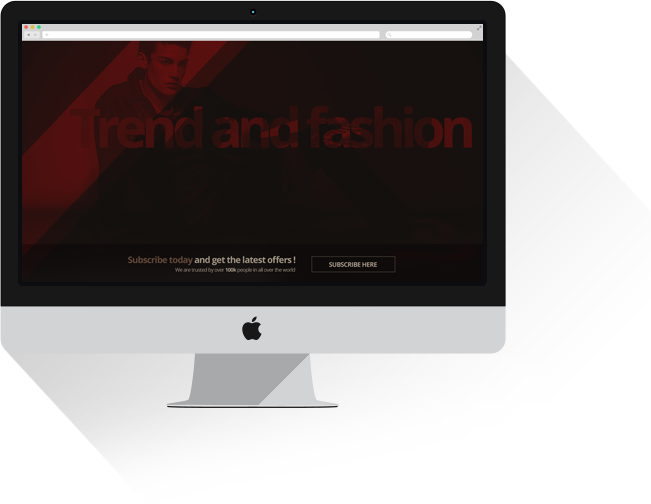 Trend and fashion
Subscribe today and get the latest offers !
We are trusted by over 100k people in all over the world
SUBSCRIBE HERE